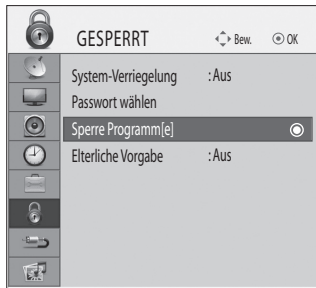 GESPERRT Bew. OK
System-Verriegelung : Aus
Passwort wählen
Sperre Programm[e]
Elterliche Vorgabe : Aus